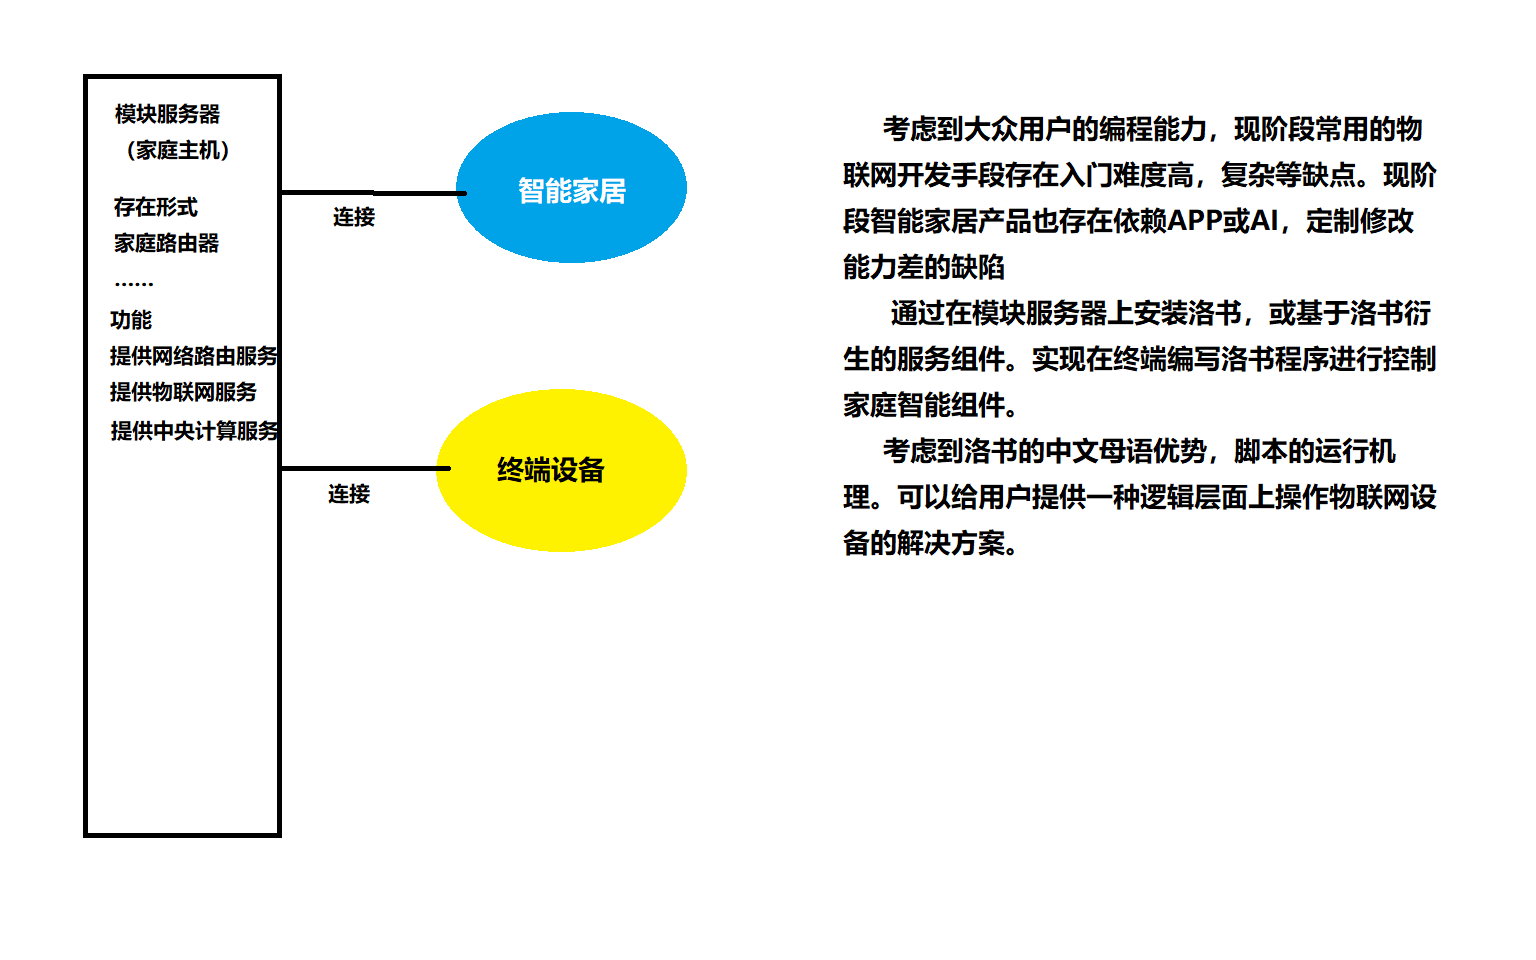 模块服务器
（家庭主机）
存在形式
家庭路由器
……
功能
提供网络路由服务
提供物联网服务
提供中央计算服务
连接
智能家居
连接
终端设备
考虑到大众用户的编程能力，现阶段常用的物
联网开发手段存在入门难度高，复杂等缺点。现阶
段智能家居产品也存在依赖APP或AI，定制修改
能力差的缺陷
通过在模块服务器上安装洛书，或基于洛书衍
生的服务组件。实现在终端编写洛书程序进行控制
家庭智能组件。
考虑到洛书的中文母语优势，脚本的运行机
理。可以给用户提供一种逻辑层面上操作物联网设
备的解决方案。